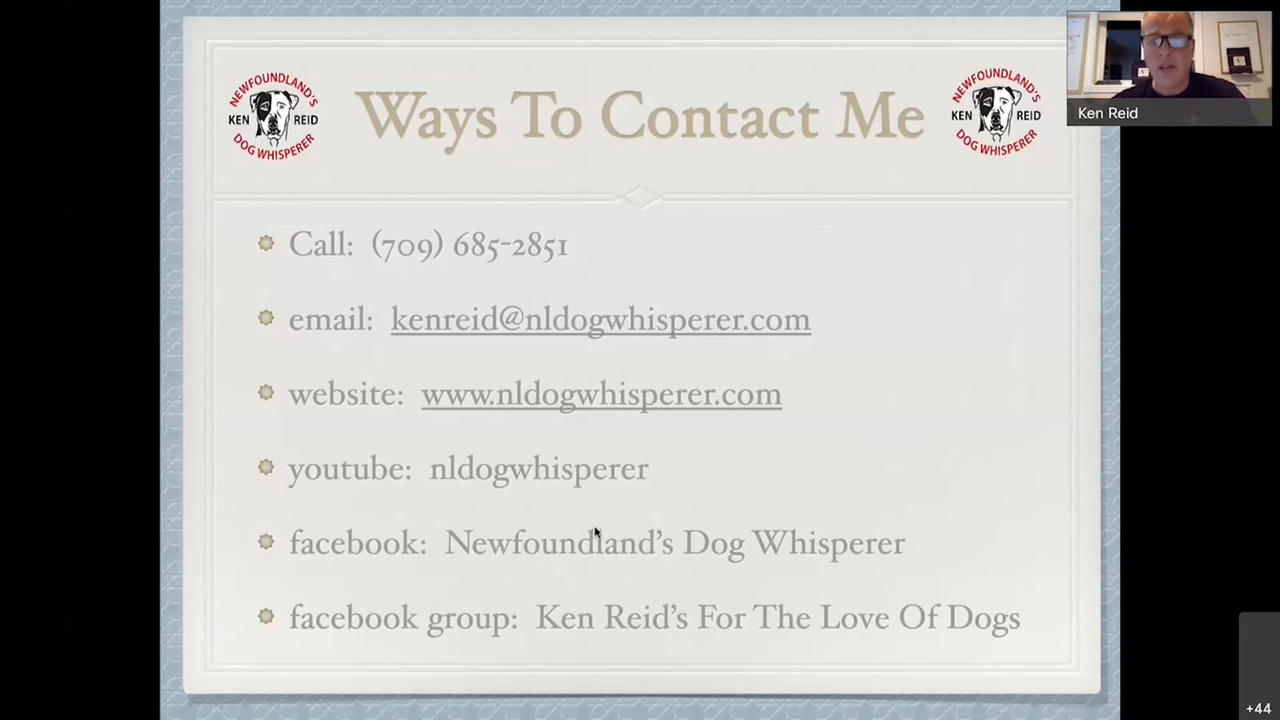 Ways To Contact Me
NEWFOUNDLAND'S
KEN REID
DOG WHISPERER
NEWFOUNDLAND'S
KEN REID
DOG WHISPERER
Ken Reid
Call: (709) 685-2851
email: kenreid@nldogwhisperer.com
website: www.nldogwhisperer.com
youtube: nldogwhisperer
facebook: Newfoundland's Dog Whisperer
facebook group: Ken Reid's For The Love Of Dogs
+44